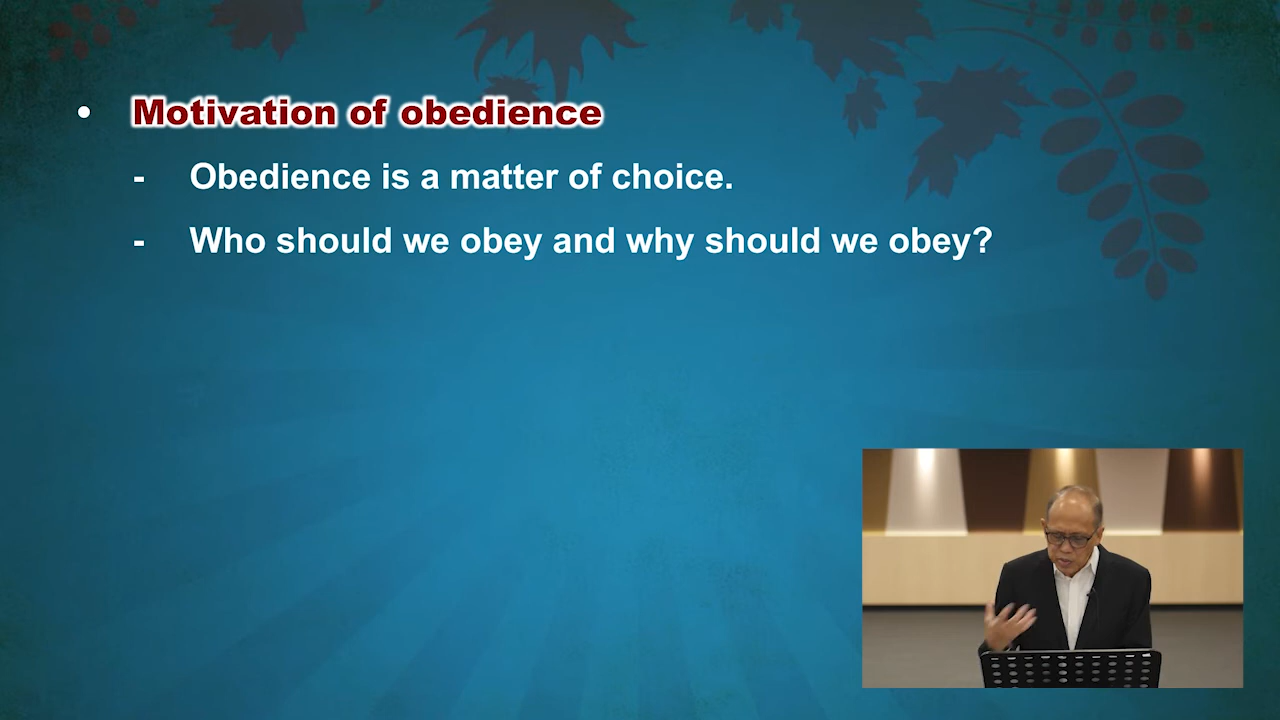 • Motivation of obedience
- Obedience is a matter of choice.
- Who should we obey and why should we obey?